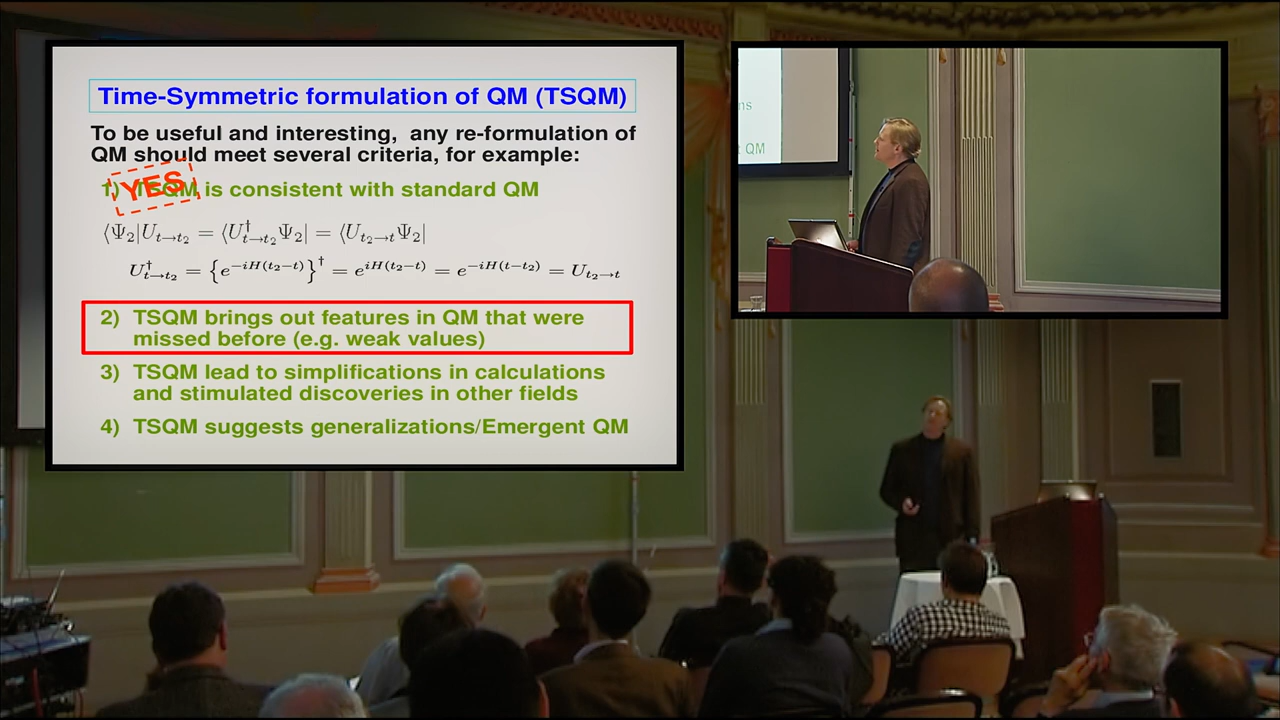 Time-Symmetric formulation of QM (TSQM)
To be useful and interesting, any re-formulation of
QM should meet several criteria, for example:
1) TSQM is consistent with standard QM
YES
⟨Ψ₂|U_{t→t₂} = ⟨U†_{t→t₂}Ψ₂| = ⟨U_{t₂→t}Ψ₂|
U†_{t→t₂} = {e^{-iH(t₂-t)}}† = e^{iH(t₂-t)} = e^{-iH(t-t₂)} = U_{t₂→t}
2) TSQM brings out features in QM that were
missed before (e.g. weak values)
3) TSQM lead to simplifications in calculations
and stimulated discoveries in other fields
4) TSQM suggests generalizations/Emergent QM
ns
QM